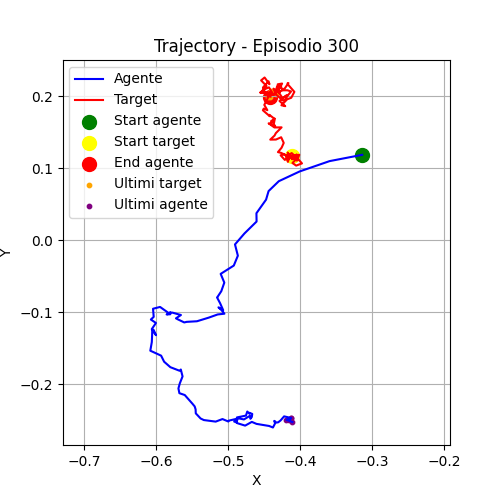 Trajectory - Episodio 300
Agente
Target
Start agente
Start target
End agente
Ultimi target
Ultimi agente
Y
0.2
0.1
0.0
−0.1
−0.2
−0.7
−0.6
−0.5
−0.4
−0.3
−0.2
X